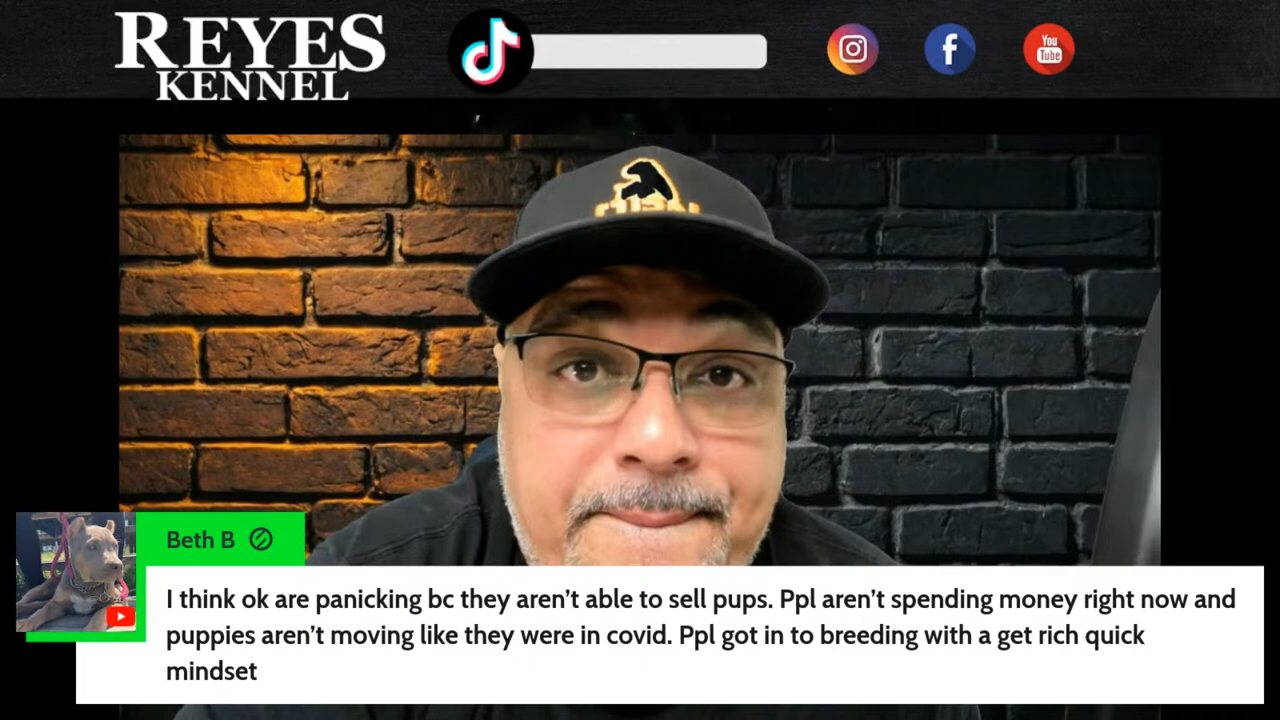 REYES
KENNEL
You
Tube
Beth B
I think ok are panicking bc they aren't able to sell pups. Ppl aren't spending money right now and
puppies aren't moving like they were in covid. Ppl got in to breeding with a get rich quick
mindset